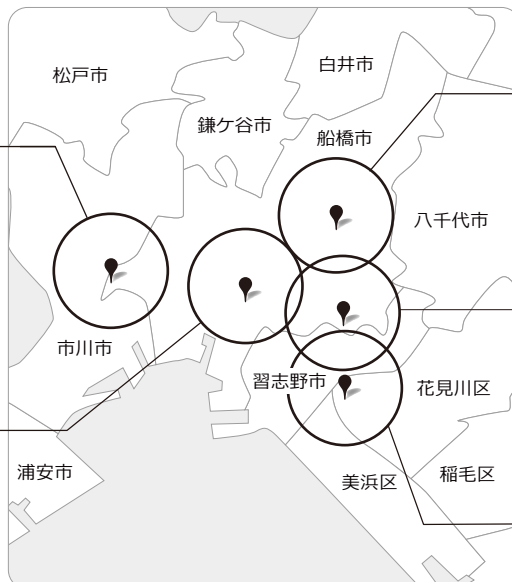 白井市
松戸市
鎌ケ谷市
船橋市
八千代市
市川市
習志野市
花見川区
浦安市
美浜区
稲毛区